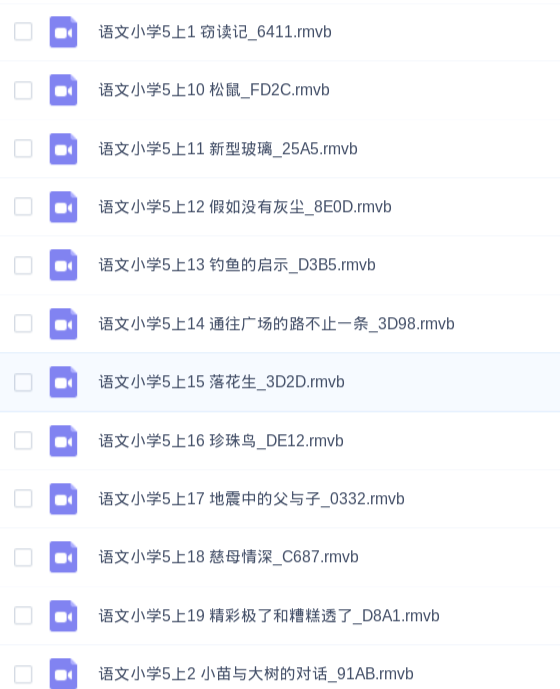 语文小学5上1 窃读记_6411.rmvb
语文小学5上10 松鼠_FD2C.rmvb
语文小学5上11 新型玻璃_25A5.rmvb
语文小学5上12 假如没有灰尘_8E0D.rmvb
语文小学5上13 钓鱼的启示_D3B5.rmvb
语文小学5上14 通往广场的路不止一条_3D98.rmvb
语文小学5上15 落花生_3D2D.rmvb
语文小学5上16 珍珠鸟_DE12.rmvb
语文小学5上17 地震中的父与子_0332.rmvb
语文小学5上18 慈母情深_C687.rmvb
语文小学5上19 精彩极了和糟糕透了_D8A1.rmvb
语文小学5上2 小苗与大树的对话_91AB.rmvb